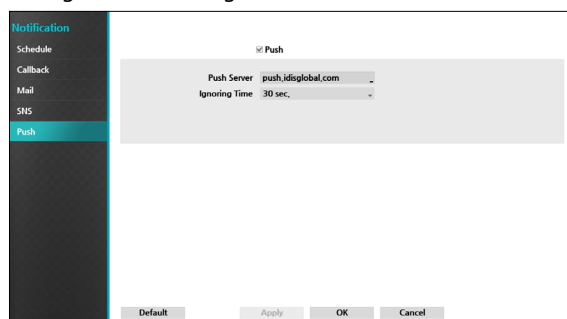 Notification
Schedule
Callback
Mail
SNS
Push
Push
Push Server push.idisglobal.com
Ignoring Time 30 sec.
Default Apply OK Cancel